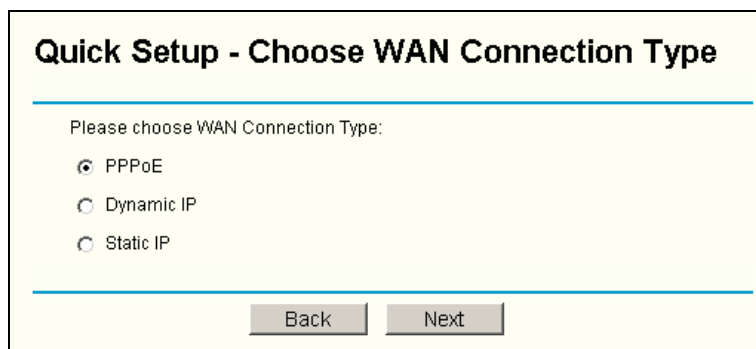 Quick Setup - Choose WAN Connection Type
Please choose WAN Connection Type:
PPPoE
Dynamic IP
Static IP
Back Next